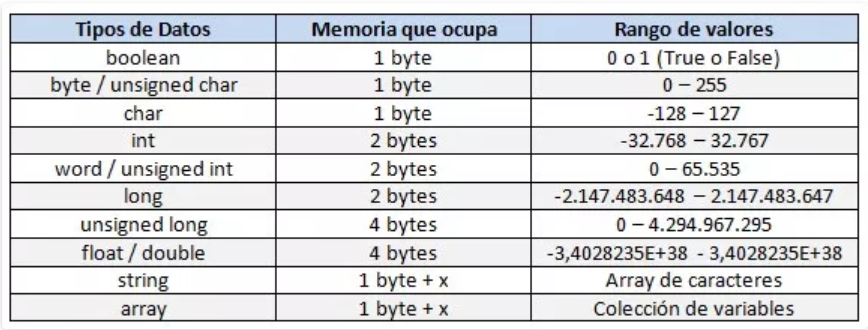 Tipos de Datos Memoria que ocupa Rango de valores
boolean 1 byte 0 o 1 (True o False)
byte / unsigned char 1 byte 0 – 255
char 1 byte -128 – 127
int 2 bytes -32.768 – 32.767
word / unsigned int 2 bytes 0 – 65.535
long 2 bytes -2.147.483.648 – 2.147.483.647
unsigned long 4 bytes 0 – 4.294.967.295
float / double 4 bytes -3,4028235E+38 - 3,4028235E+38
string 1 byte + x Array de caracteres
array 1 byte + x Colección de variables